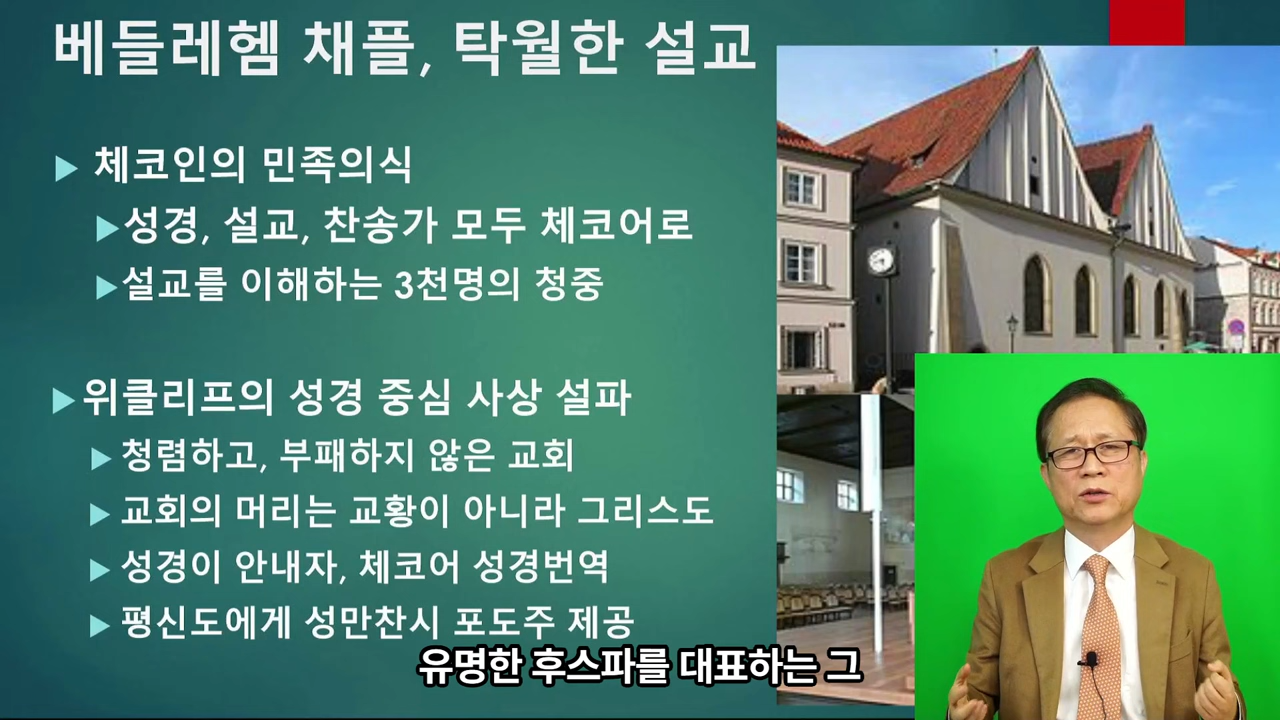 베들레헴 채플, 탁월한 설교
체코인의 민족의식
성경, 설교, 찬송가 모두 체코어로
설교를 이해하는 3천명의 청중
위클리프의 성경 중심 사상 설파
청렴하고, 부패하지 않은 교회
교회의 머리는 교황이 아니라 그리스도
성경이 안내자, 체코어 성경번역
평신도에게 성만찬시 포도주 제공
유명한 후스파를 대표하는 그